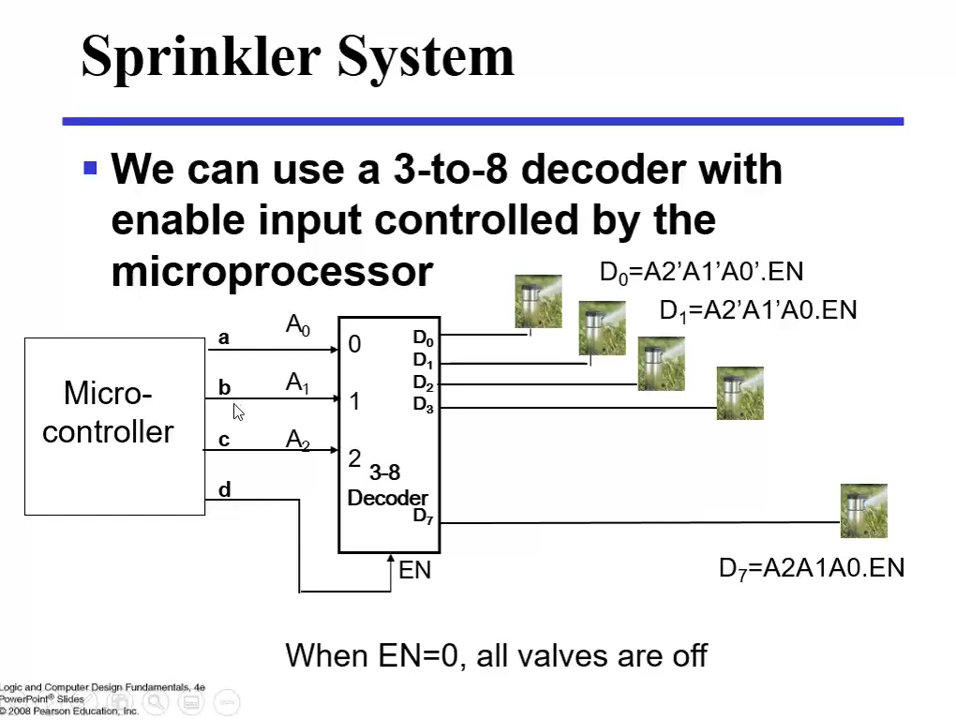 Sprinkler System
We can use a 3-to-8 decoder with
enable input controlled by the
microprocessor
D0=A2’A1’A0’.EN
D1=A2’A1’A0.EN
Micro-
controller
a
A0
b
A1
c
A2
d
0
1
2
3-8
Decoder
D0
D1
D2
D3
D7
EN
D7=A2A1A0.EN
When EN=0, all valves are off
Logic and Computer Design Fundamentals, 4e
PowerPoint® Slides
© 2008 Pearson Education, Inc.